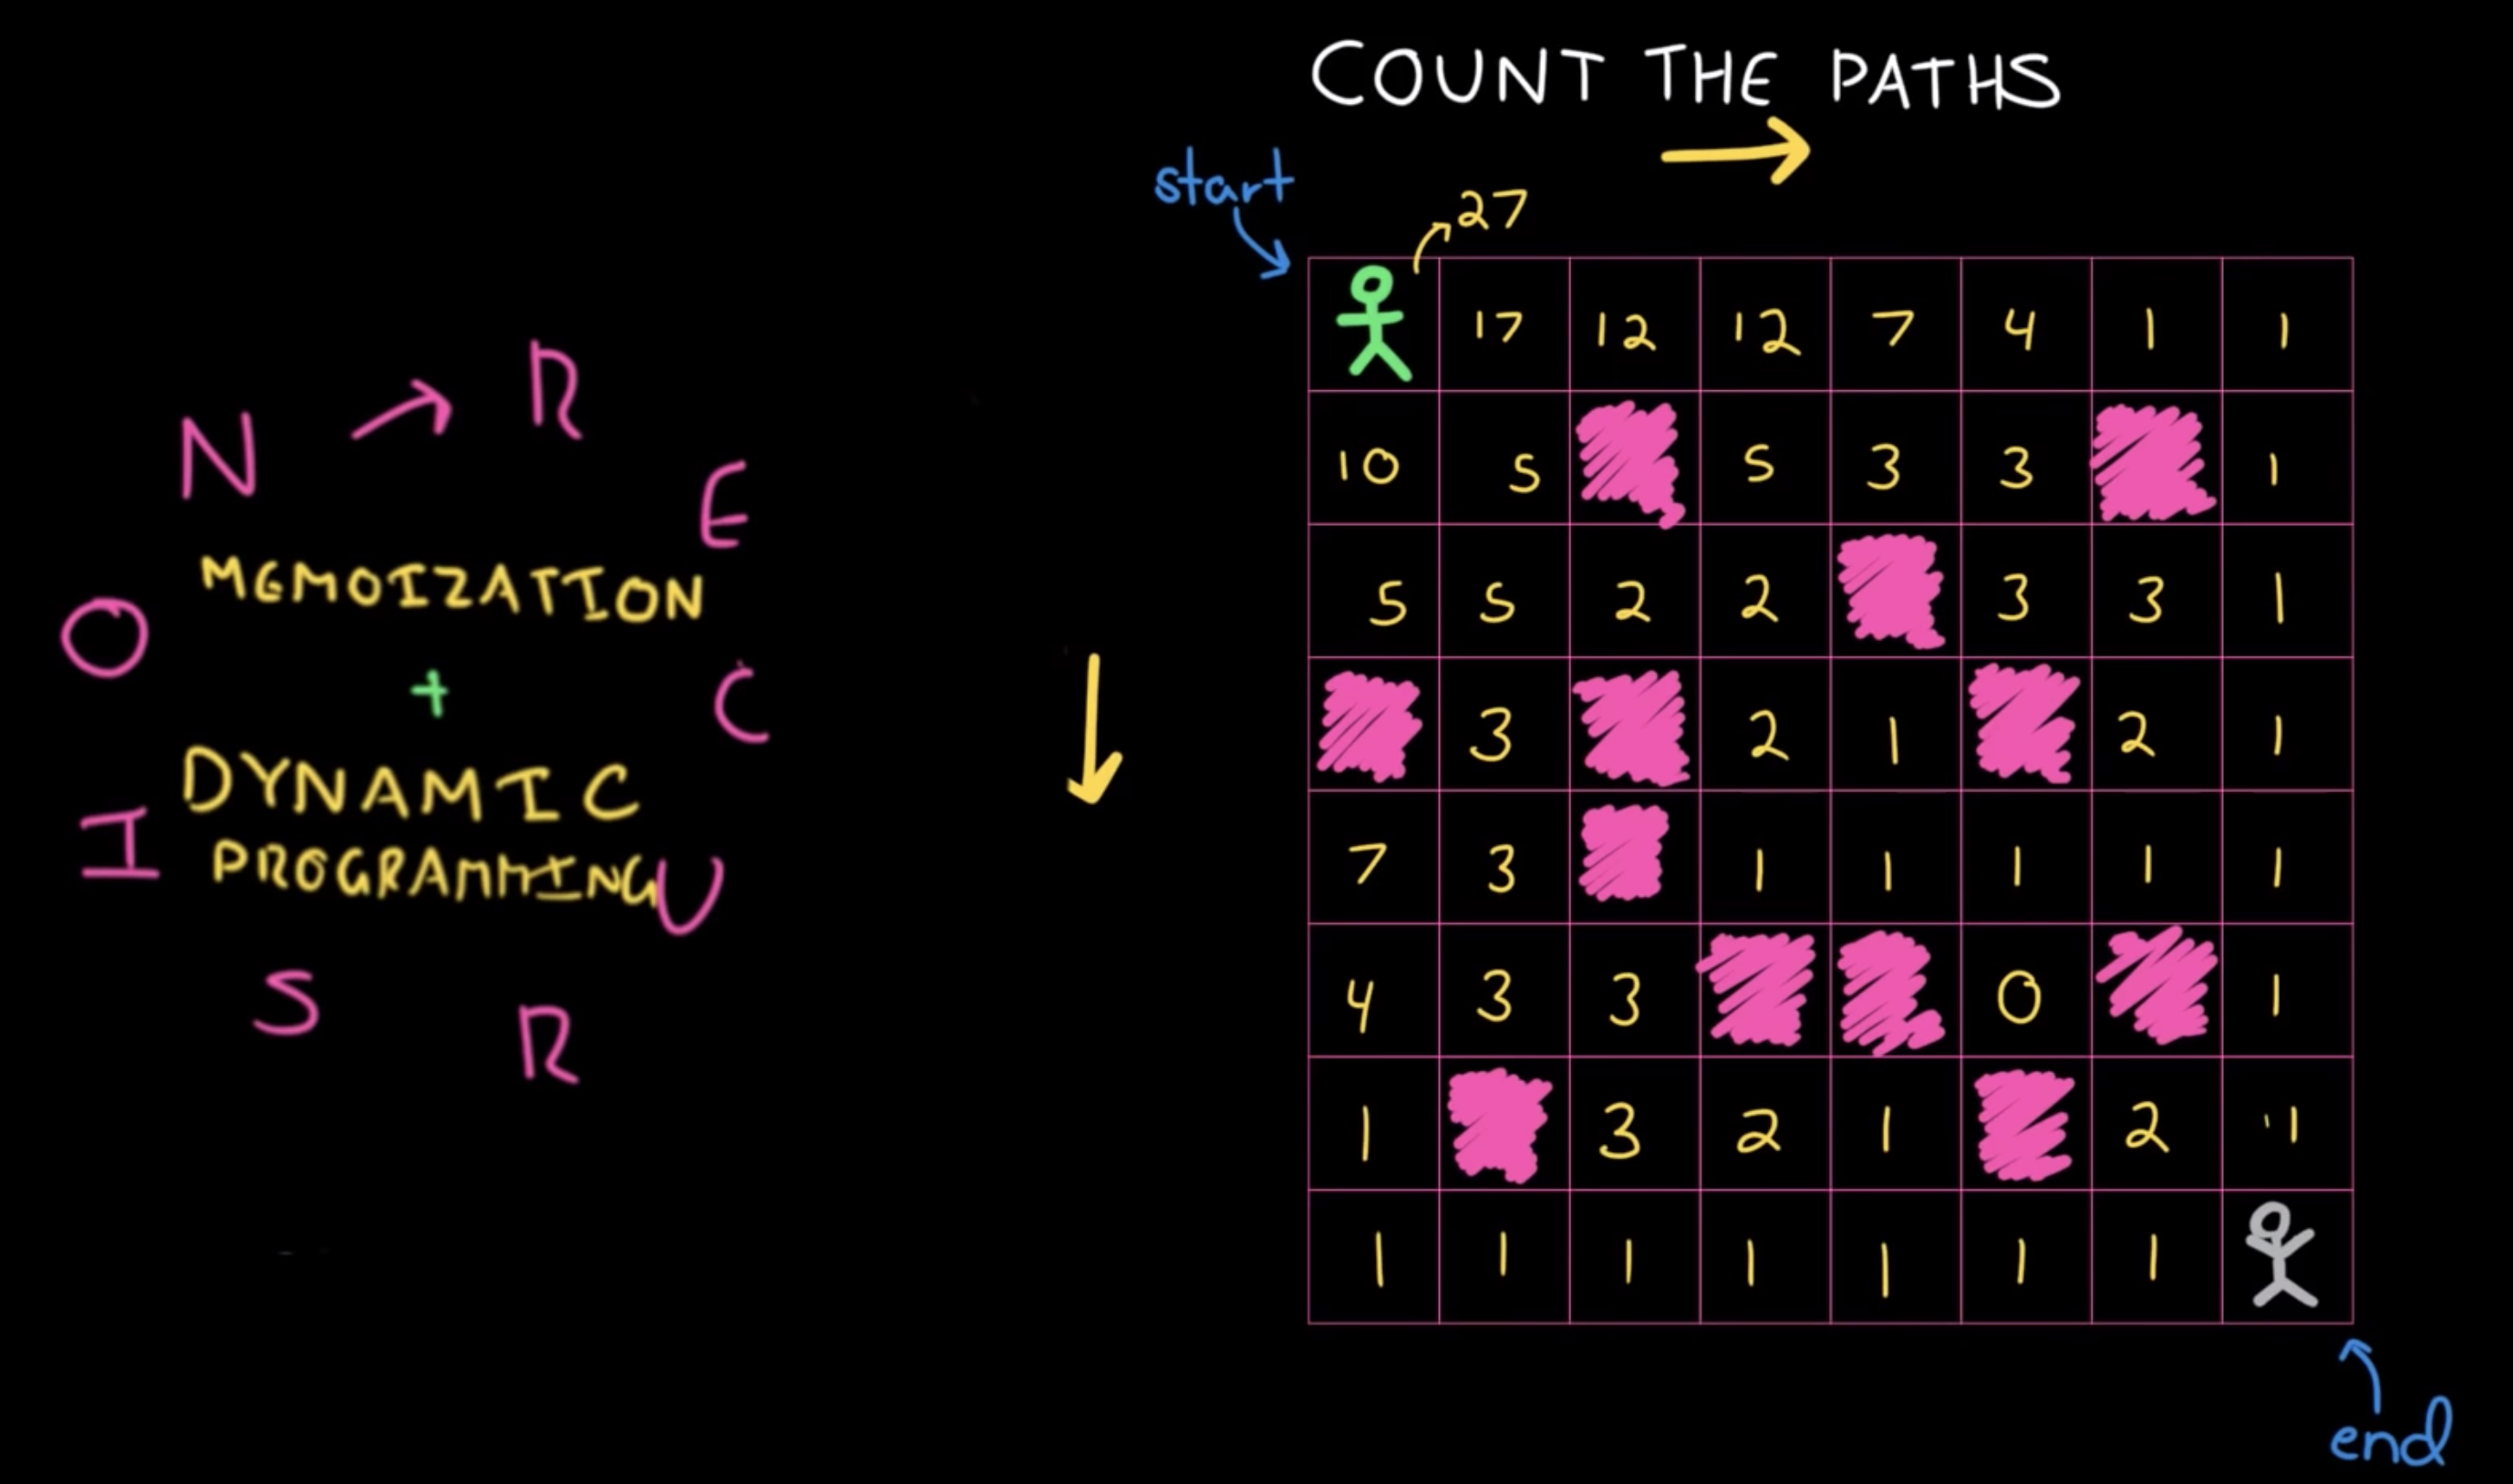 COUNT THE PATHS
start
27
17 12 12 7 4 1 1
10 5 5 3 3 1
5 5 2 2 3 3 1
3 2 1 2 1
7 3 1 1 1 1 1
4 3 3 0 1
1 3 2 1 2 1
1 1 1 1 1 1 1
end
N → R E C U R S I O
MEMOIZATION
+
DYNAMIC
PROGRAMMING